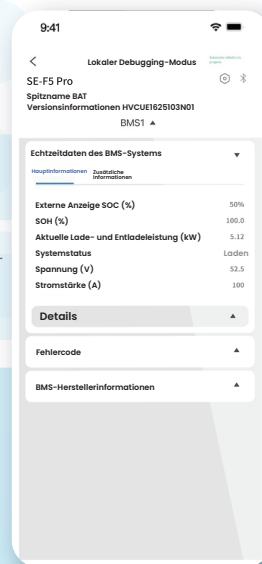 9:41
Lokaler Debugging-Modus
SE-F5 Pro
Spitzname BAT
Versionsinformationen HVCUE1625103N01
BMS1 ▲
Echtzeitdaten des BMS-Systems ▼
Hauptinformationen Zusätzliche Informationen
Externe Anzeige SOC (%) 50%
SOH (%) 100.0
Aktuelle Lade- und Entladeleistung (kW) 5.12
Systemstatus Laden
Spannung (V) 52.5
Stromstärke (A) 100
Details ▲
Fehlercode ▲
BMS-Herstellerinformationen ▲